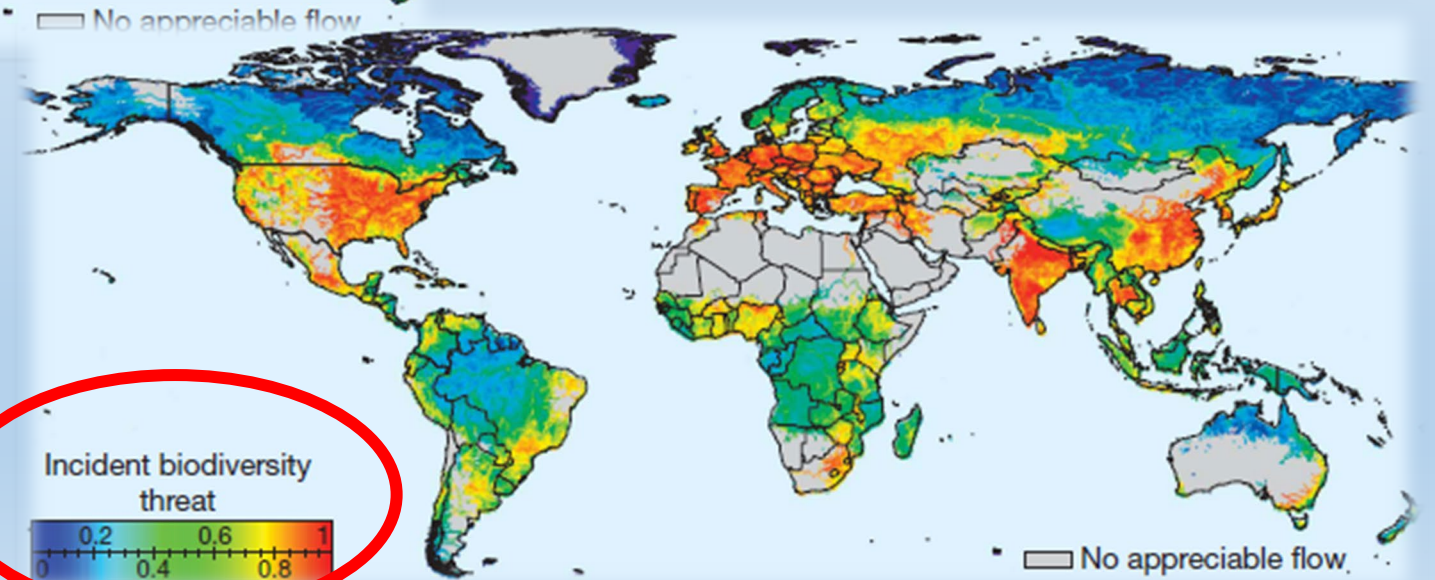 No appreciable flow
Incident biodiversity
threat
0.2 0.6 1
0 0.4 0.8
No appreciable flow